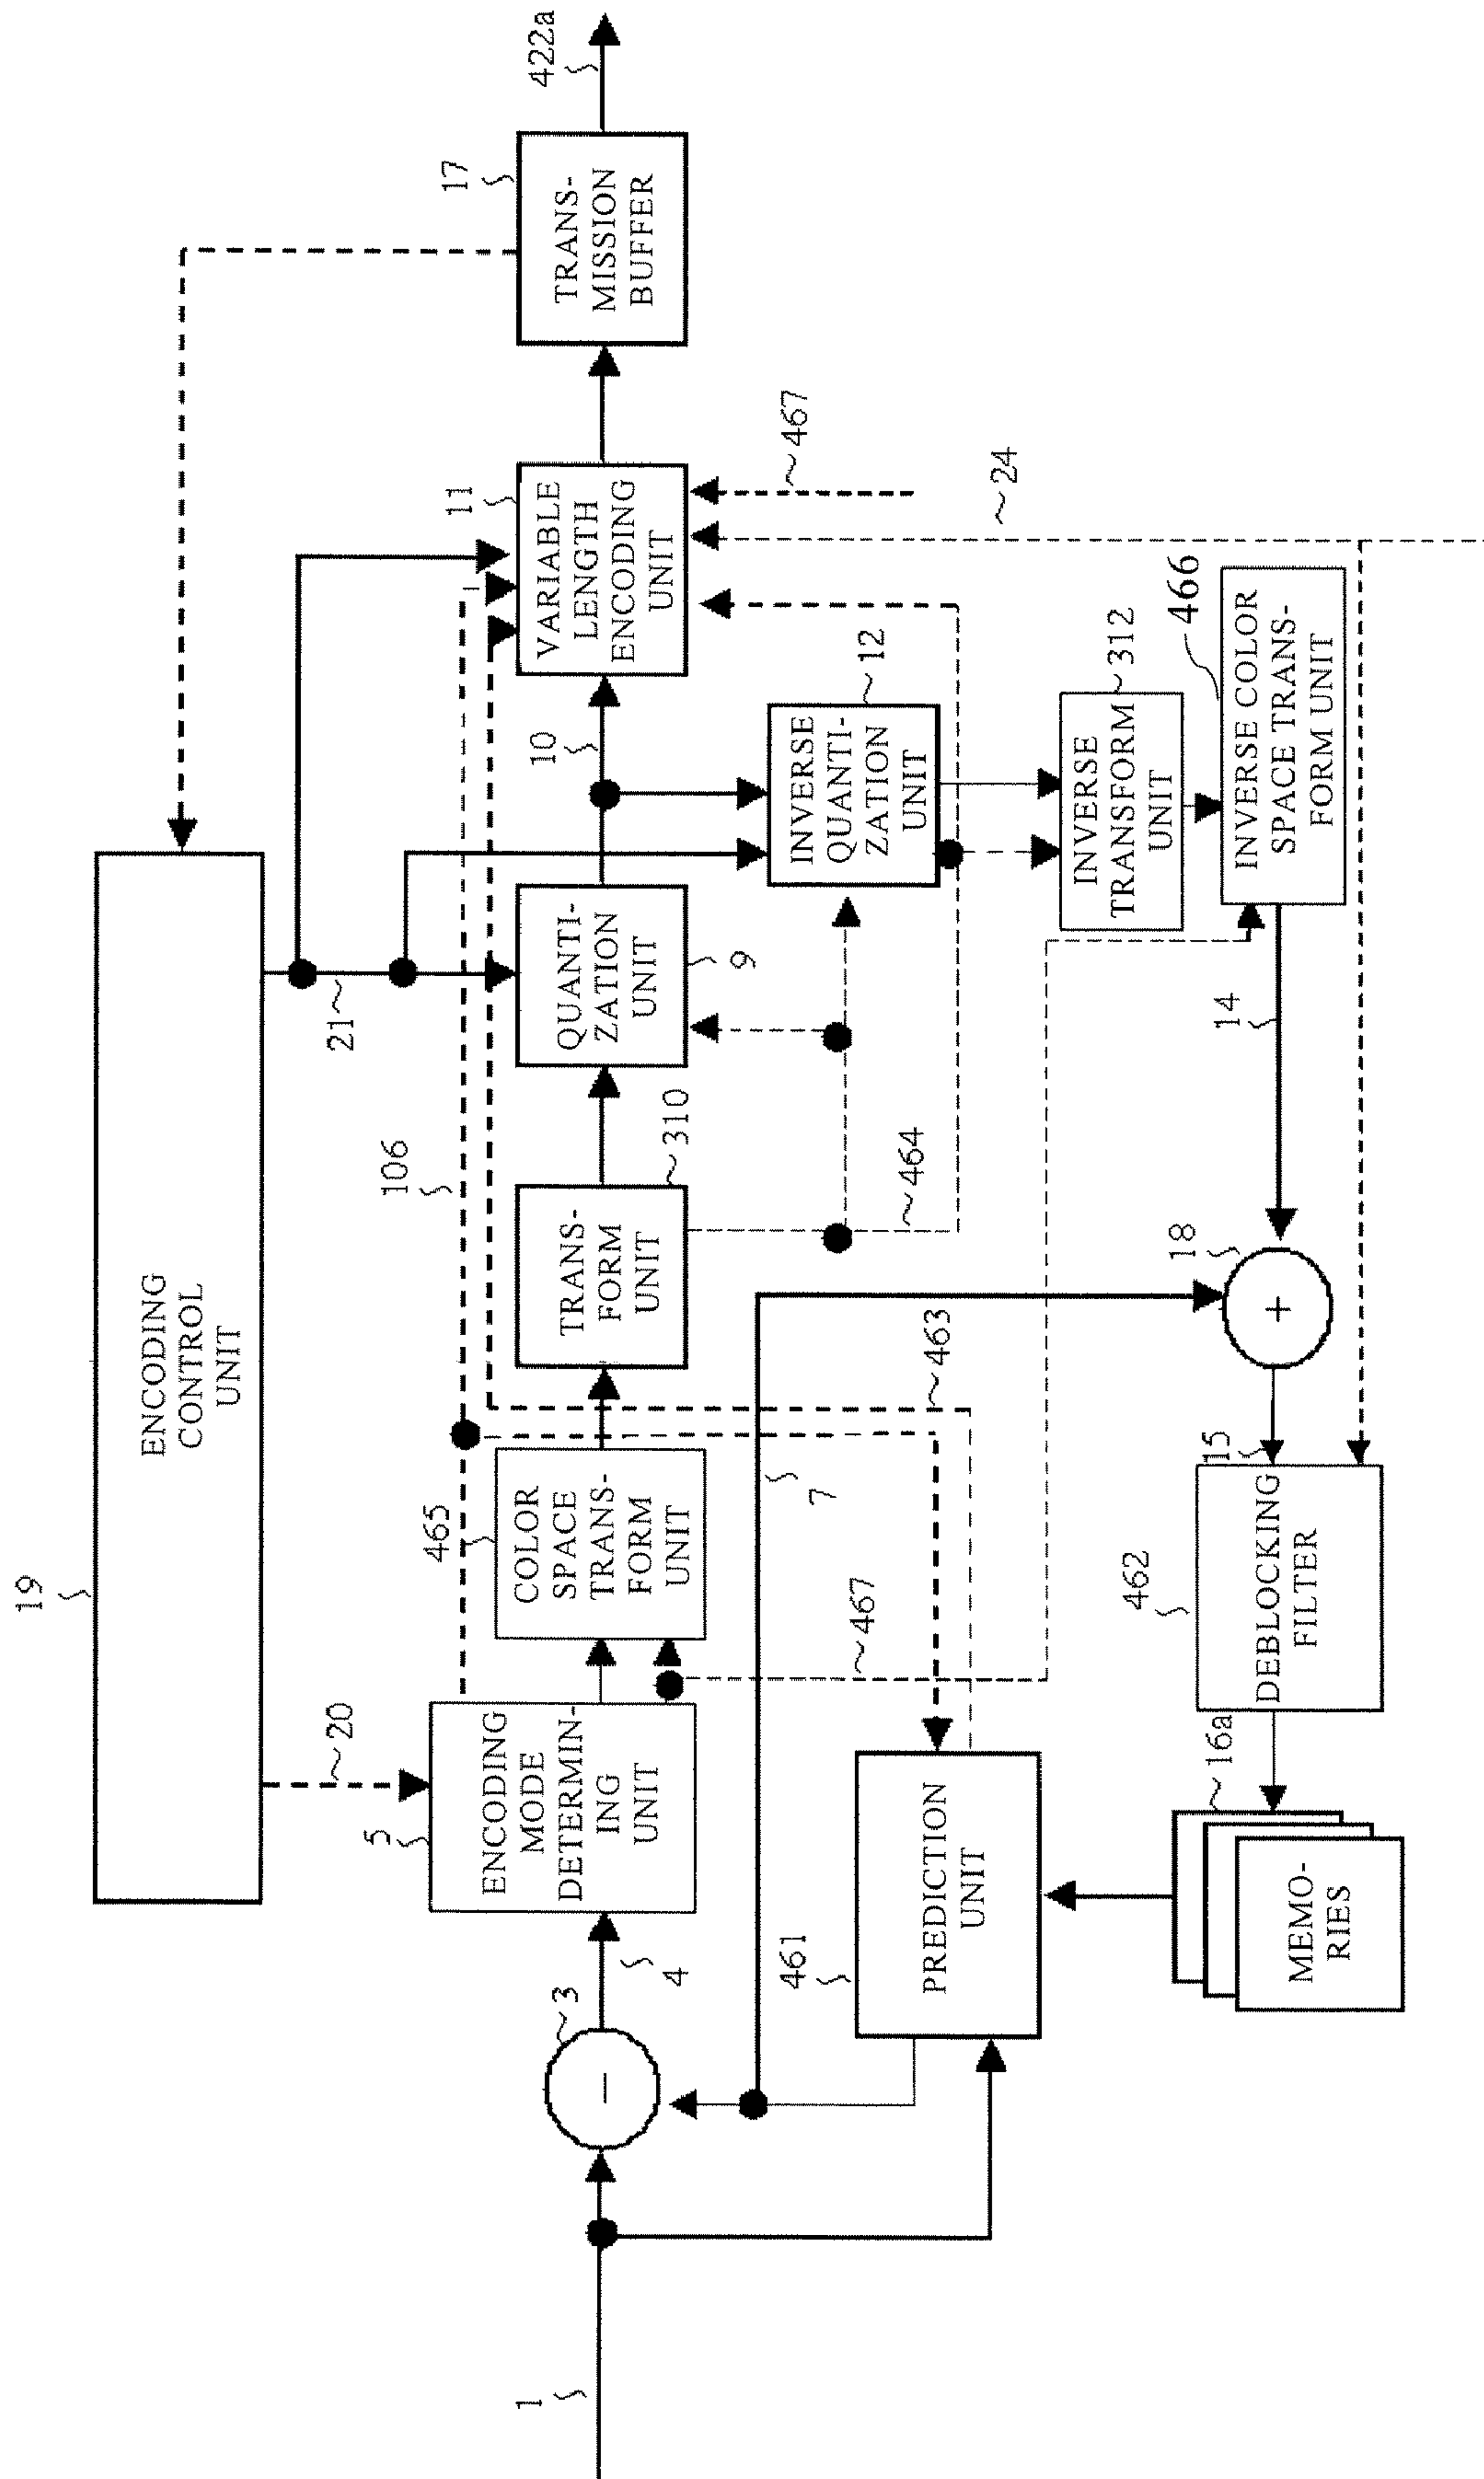 19
ENCODING
CONTROL
UNIT
1
3
4
20
5
ENCODING
MODE
DETERMIN-
ING
UNIT
465
COLOR
SPACE
TRANS-
FORM
UNIT
106
TRANS-
FORM
UNIT
310
21
QUANTI-
ZATION
UNIT
9
10
11
VARIABLE
LENGTH
ENCODING
UNIT
17
TRANS-
MISSION
BUFFER
422a
467
24
−
461
PREDICTION
UNIT
467
7
463
464
INVERSE
QUANTI-
ZATION
UNIT
12
INVERSE
TRANSFORM
UNIT
312
466
INVERSE COLOR
SPACE TRANS-
FORM UNIT
14
18
+
15
462
DEBLOCKING
FILTER
16a
MEMO-
RIES